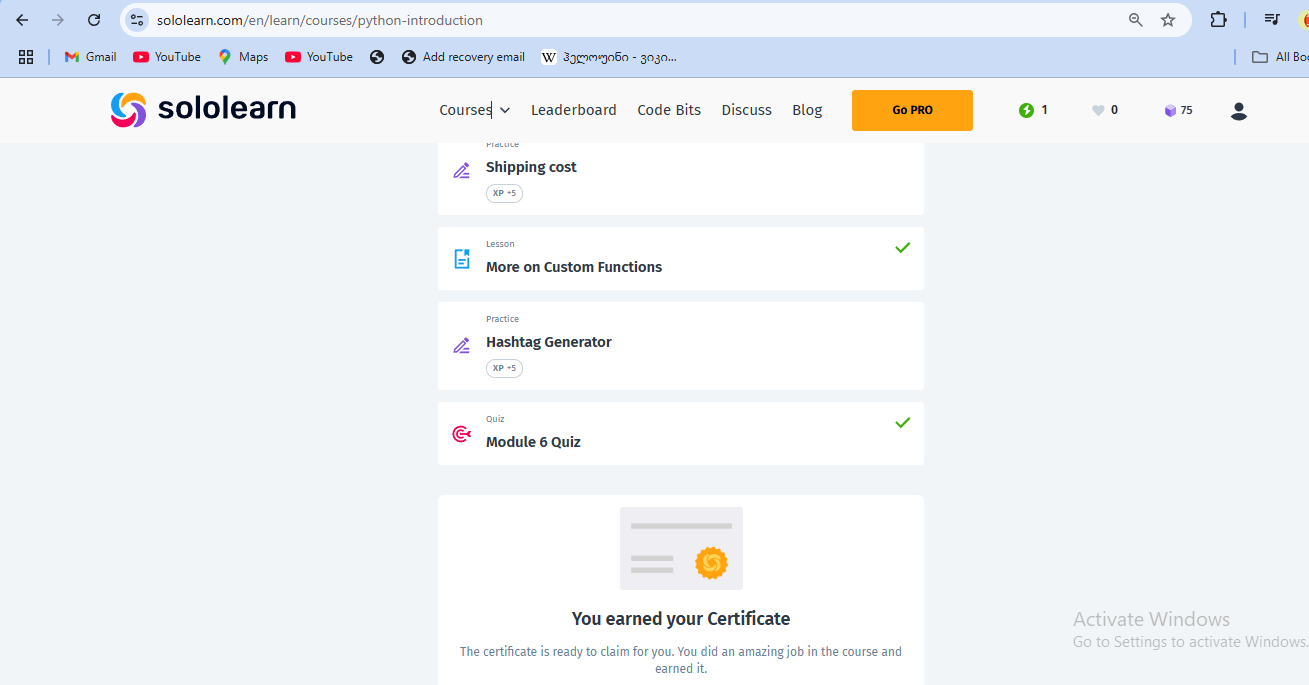 sololearn.com/en/learn/courses/python-introduction
Gmail YouTube Maps YouTube Add recovery email W ჰელოუინი - ვიკი... All Boo
sololearn Courses Leaderboard Code Bits Discuss Blog Go PRO 1 0 75
Practice
Shipping cost
XP +5
Lesson
More on Custom Functions
Practice
Hashtag Generator
XP +5
Quiz
Module 6 Quiz
You earned your Certificate
The certificate is ready to claim for you. You did an amazing job in the course and
earned it.
Activate Windows
Go to Settings to activate Windows.